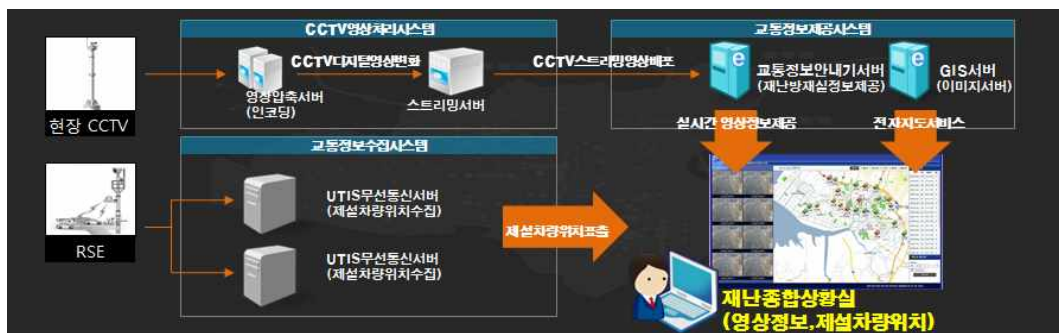 CCTV영상처리시스템
교통정보제공시스템
현장 CCTV
영상압축서버
(인코딩)
CCTV디지털영상변화
스트리밍서버
CCTV스트리밍영상배포
교통정보안내기서버
(재난방재실정보제공)
GIS서버
(이미지서버)
실시간 영상정보제공
전자지도서비스
교통정보수집시스템
RSE
UTIS무선통신서버
(제설차량위치수집)
UTIS무선통신서버
(제설차량위치수집)
제설차량위치표출
재난종합상황실
(영상정보,제설차량위치)